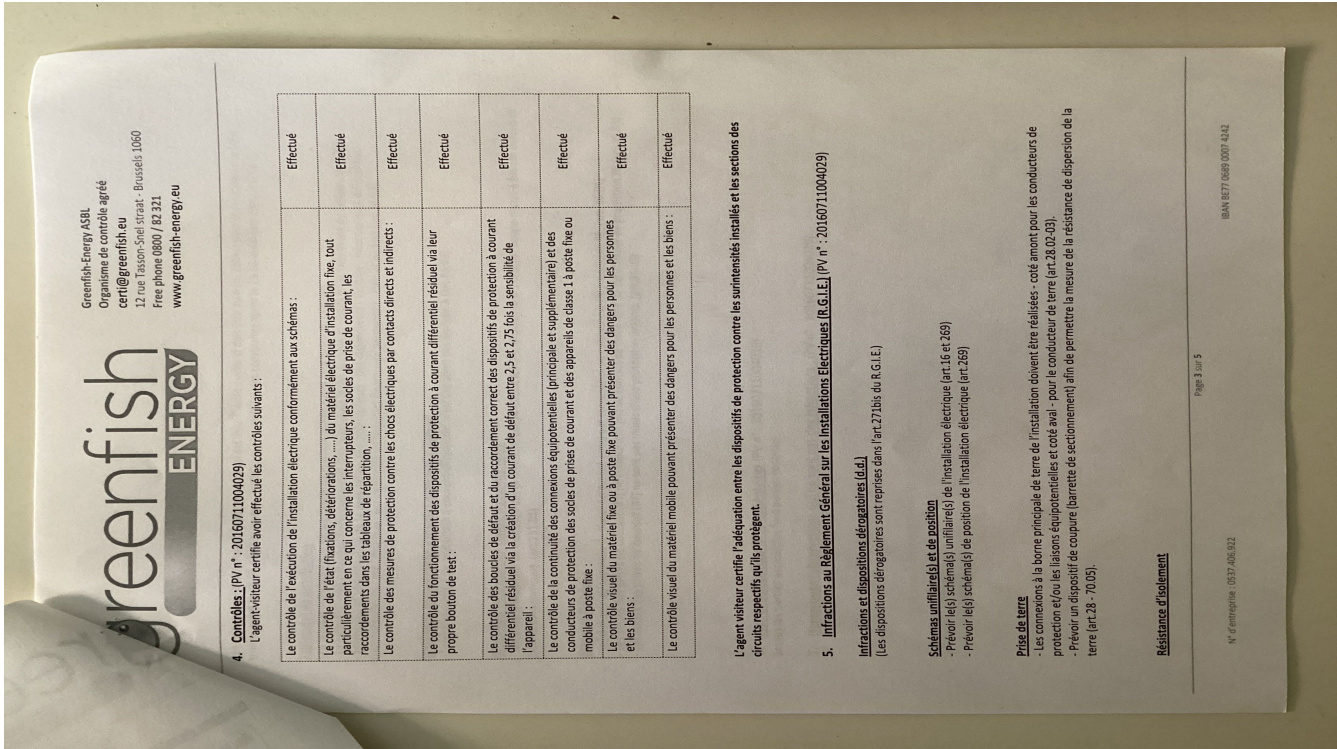 greenfish
ENERGY
Greenfish-Energy ASBL
Organisme de contrôle agréé
certi@greenfish.eu
12 rue Tasson-Snel straat - Brussels 1060
Free phone 0800 / 82 321
www.greenfish-energy.eu
4. Contrôles : (PV n° : 20160711004029)
L'agent-visiteur certifie avoir effectué les contrôles suivants :
Le contrôle de l'exécution de l'installation électrique conformément aux schémas : Effectué
Le contrôle de l'état (fixations, détériorations, .....) du matériel électrique d'installation fixe, tout
particulièrement en ce qui concerne les interrupteurs, les socles de prise de courant, les
raccordements dans les tableaux de répartition, ..... : Effectué
Le contrôle des mesures de protection contre les chocs électriques par contacts directs et indirects : Effectué
Le contrôle du fonctionnement des dispositifs de protection à courant différentiel résiduel via leur
propre bouton de test : Effectué
Le contrôle des boucles de défaut et du raccordement correct des dispositifs de protection à courant
différentiel résiduel via la création d'un courant de défaut entre 2,5 et 2,75 fois la sensibilité de
l'appareil : Effectué
Le contrôle de la continuité des connexions équipotentielles (principale et supplémentaire) et des
conducteurs de protection des socles de prises de courant et des appareils de classe 1 à poste fixe ou
mobile à poste fixe : Effectué
Le contrôle visuel du matériel fixe ou à poste fixe pouvant présenter des dangers pour les personnes
et les biens : Effectué
Le contrôle visuel du matériel mobile pouvant présenter des dangers pour les personnes et les biens : Effectué
L'agent visiteur certifie l'adéquation entre les dispositifs de protection contre les surintensités installés et les sections des
circuits respectifs qu'ils protègent.
5. Infractions au Règlement Général sur les Installations Electriques (R.G.I.E.) (PV n° : 20160711004029)
Infractions et dispositions dérogatoires (d.d.)
(Les dispositions dérogatoires sont reprises dans l'art.271bis du R.G.I.E.)
Schémas unifilaire(s) et de position
- Prévoir le(s) schéma(s) unifilaire(s) de l'installation électrique (art.16 et 269)
- Prévoir le(s) schéma(s) de position de l'installation électrique (art.269)
Prise de terre
- Les connexions à la borne principale de terre de l'installation doivent être réalisées - coté amont pour les conducteurs de
protection et/ou les liaisons équipotentielles et coté aval - pour le conducteur de terre (art.28.02-03).
- Prévoir un dispositif de coupure (barrette de sectionnement) afin de permettre la mesure de la résistance de dispersion de la
terre (art.28 - 70.05).
Résistance d'isolement
Page 3 sur 5
N° d'entreprise : 0537.406.922
IBAN BE77 0689 0007 4242